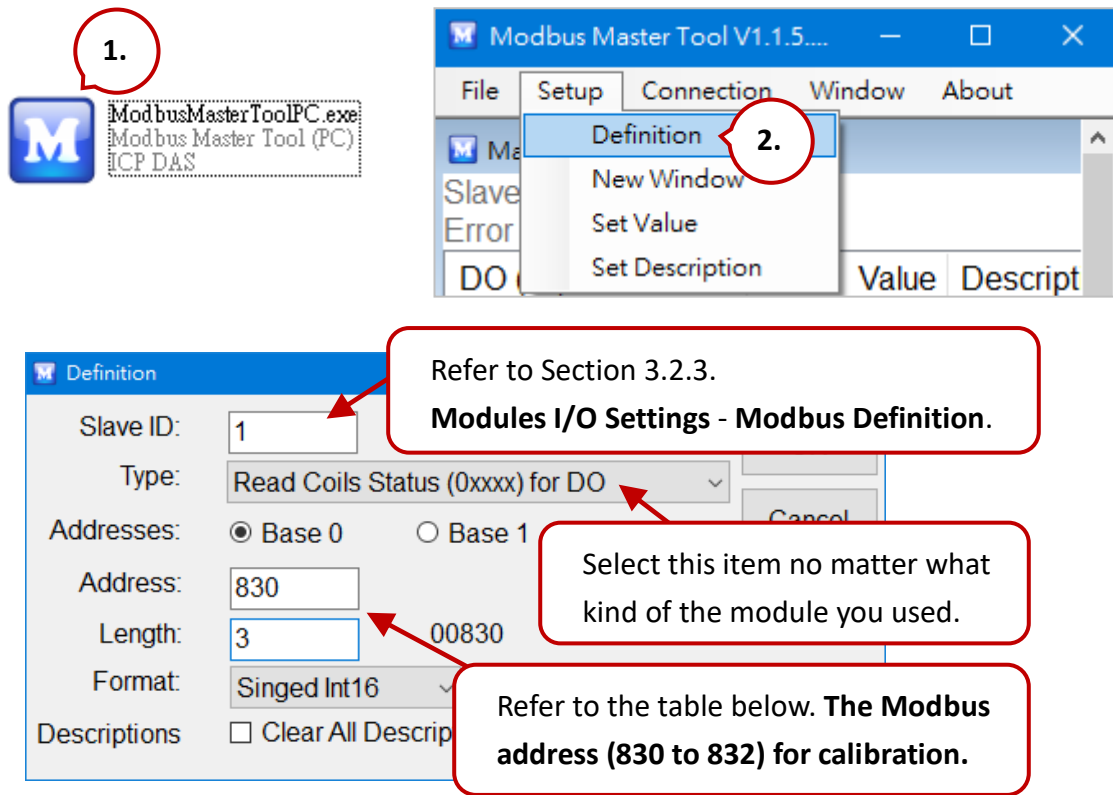 1.
ModbusMasterToolPC.exe
Modbus Master Tool (PC)
ICP DAS
Modbus Master Tool V1.1.5....
File Setup Connection Window About
Definition
2.
Ma
New Window
Slave
Set Value
Error
Set Description
DO (
Value Descript
Definition
Refer to Section 3.2.3.
Modules I/O Settings - Modbus Definition.
Slave ID: 1
Type: Read Coils Status (0xxxx) for DO
Cancel
Addresses: Base 0 Base 1
Select this item no matter what
kind of the module you used.
Address: 830
Length: 3 00830
Format: Singed Int16
Refer to the table below. The Modbus
address (830 to 832) for calibration.
Descriptions Clear All Descrip